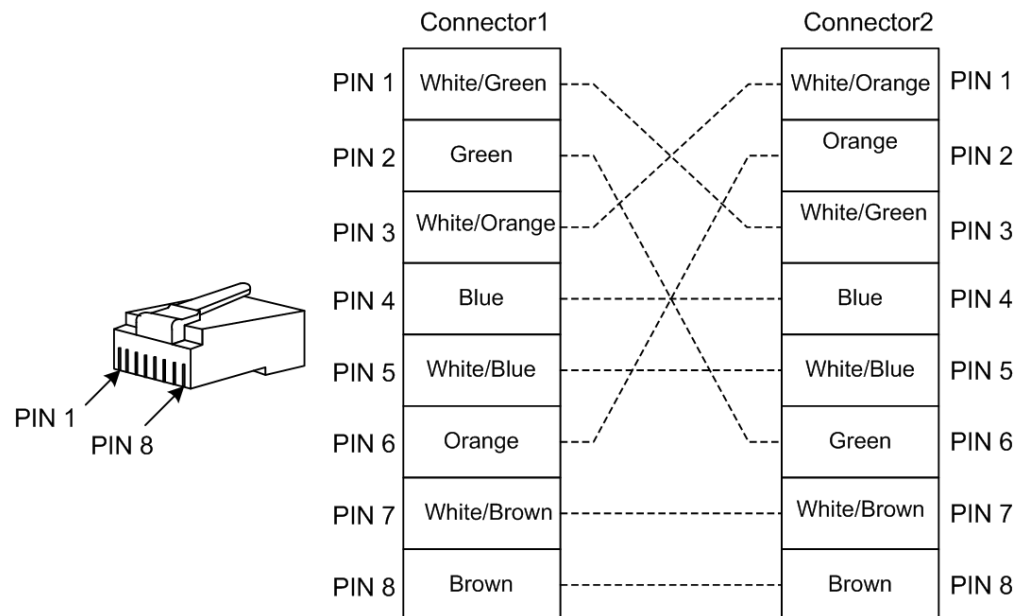 Connector1 Connector2
PIN 1 White/Green White/Orange PIN 1
PIN 2 Green Orange PIN 2
PIN 3 White/Orange White/Green PIN 3
PIN 4 Blue Blue PIN 4
PIN 5 White/Blue White/Blue PIN 5
PIN 6 Orange Green PIN 6
PIN 7 White/Brown White/Brown PIN 7
PIN 8 Brown Brown PIN 8
PIN 1
PIN 8